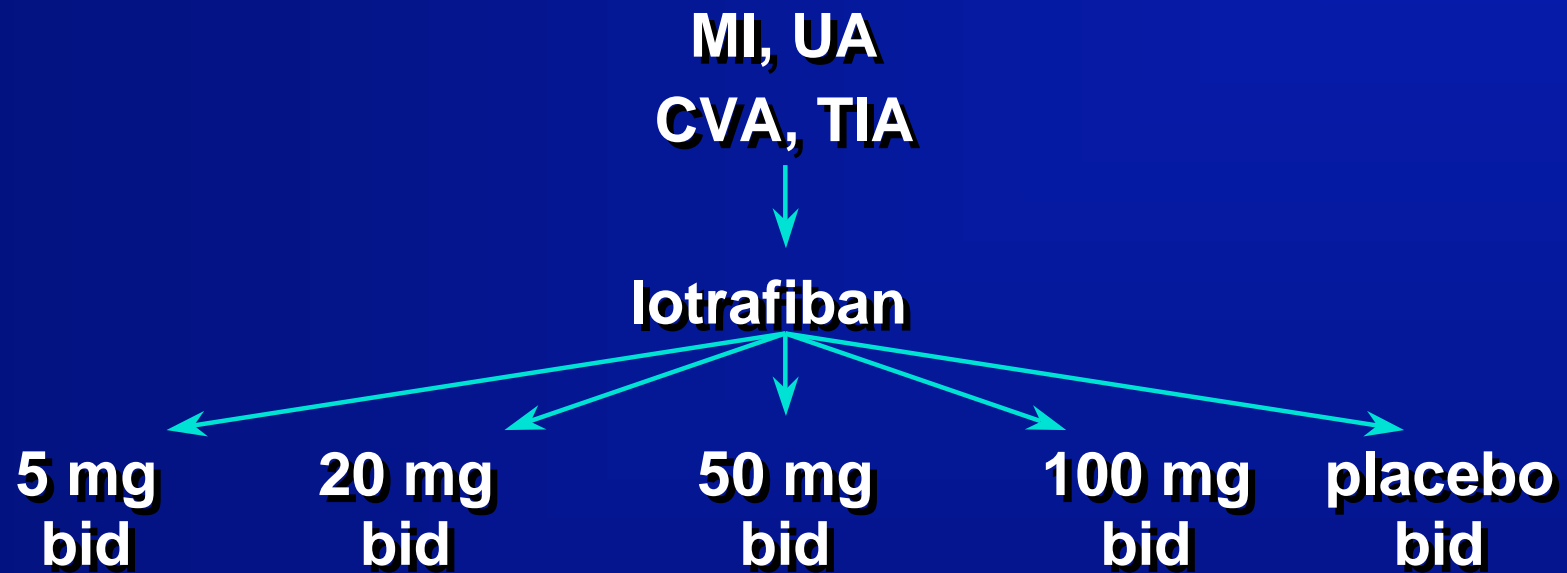 MI, UA
CVA, TIA
lotrafiban
5 mg 20 mg 50 mg 100 mg placebo
bid bid bid bid bid